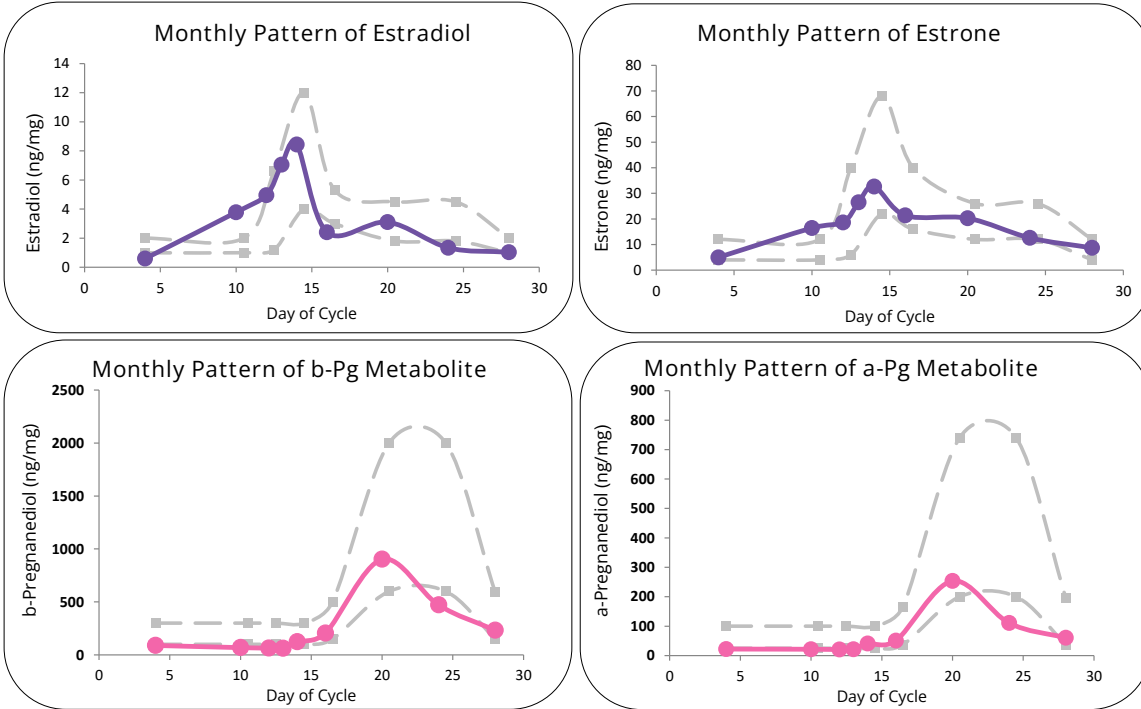 Monthly Pattern of Estradiol
Estradiol (ng/mg)
14
12
10
8
6
4
2
0
0 5 10 15 20 25 30
Day of Cycle
Monthly Pattern of Estrone
Estrone (ng/mg)
80
70
60
50
40
30
20
10
0
0 5 10 15 20 25 30
Day of Cycle
Monthly Pattern of b-Pg Metabolite
b-Pregnanediol (ng/mg)
2500
2000
1500
1000
500
0
0 5 10 15 20 25 30
Day of Cycle
Monthly Pattern of a-Pg Metabolite
a-Pregnanediol (ng/mg)
900
800
700
600
500
400
300
200
100
0
0 5 10 15 20 25 30
Day of Cycle